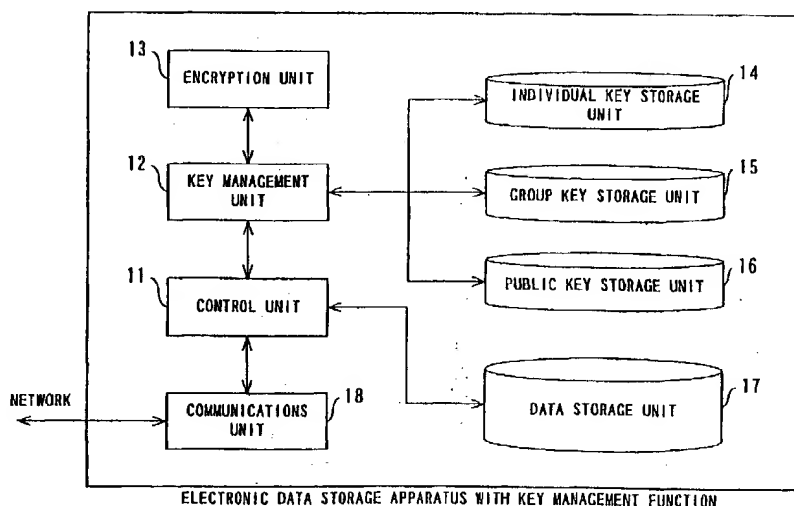 13
ENCRYPTION UNIT
14
INDIVIDUAL KEY STORAGE
UNIT
12
KEY MANAGEMENT
UNIT
15
GROUP KEY STORAGE UNIT
11
CONTROL UNIT
16
PUBLIC KEY STORAGE UNIT
NETWORK
COMMUNICATIONS
UNIT
18
DATA STORAGE UNIT
17
ELECTRONIC DATA STORAGE APPARATUS WITH KEY MANAGEMENT FUNCTION